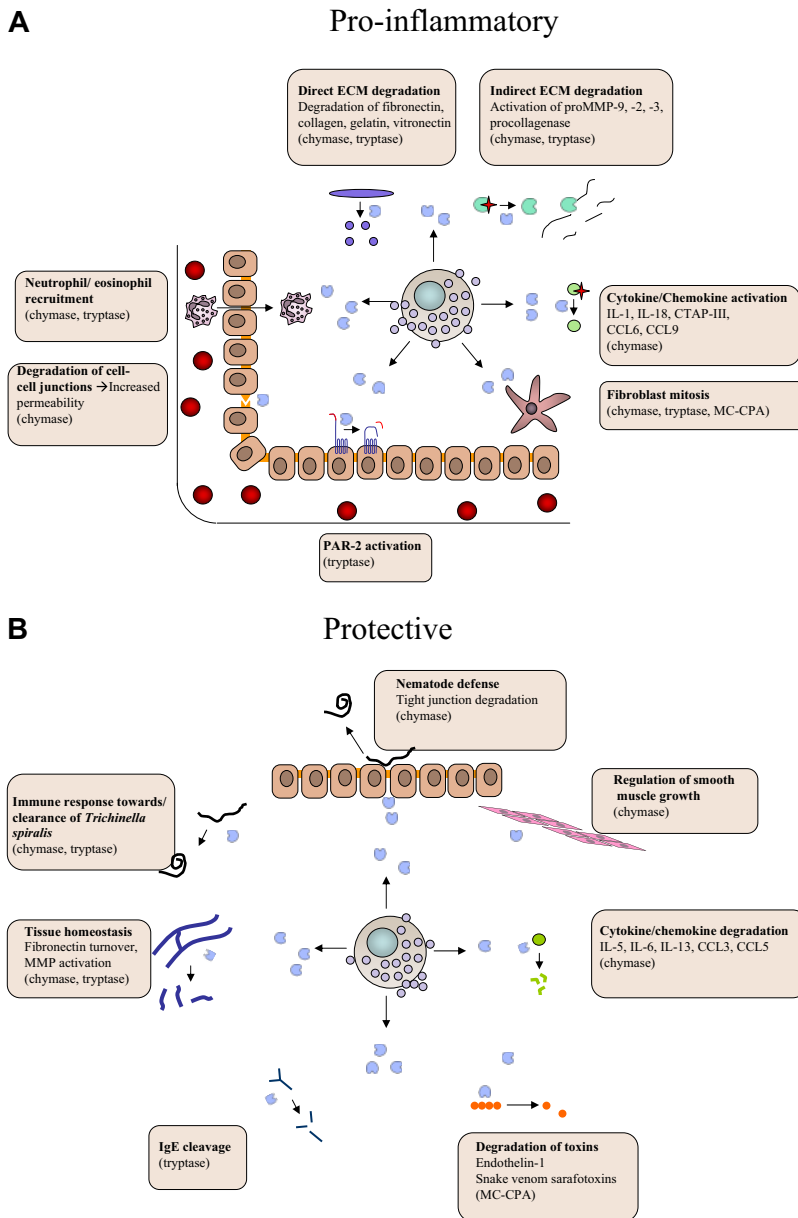 A
Pro-inflammatory
Direct ECM degradation
Degradation of fibronectin,
collagen, gelatin, vitronectin
(chymase, tryptase)
Indirect ECM degradation
Activation of proMMP-9, -2, -3,
procollagenase
(chymase, tryptase)
Neutrophil/ eosinophil
recruitment
(chymase, tryptase)
Degradation of cell-
cell junctions →Increased
permeability
(chymase)
Cytokine/Chemokine activation
IL-1, IL-18, CTAP-III,
CCL6, CCL9
(chymase)
Fibroblast mitosis
(chymase, tryptase, MC-CPA)
PAR-2 activation
(tryptase)
B
Protective
Nematode defense
Tight junction degradation
(chymase)
Immune response towards/
clearance of Trichinella
spiralis
(chymase, tryptase)
Regulation of smooth
muscle growth
(chymase)
Tissue homeostasis
Fibronectin turnover,
MMP activation
(chymase, tryptase)
Cytokine/chemokine degradation
IL-5, IL-6, IL-13, CCL3, CCL5
(chymase)
IgE cleavage
(tryptase)
Degradation of toxins
Endothelin-1
Snake venom sarafotoxins
(MC-CPA)